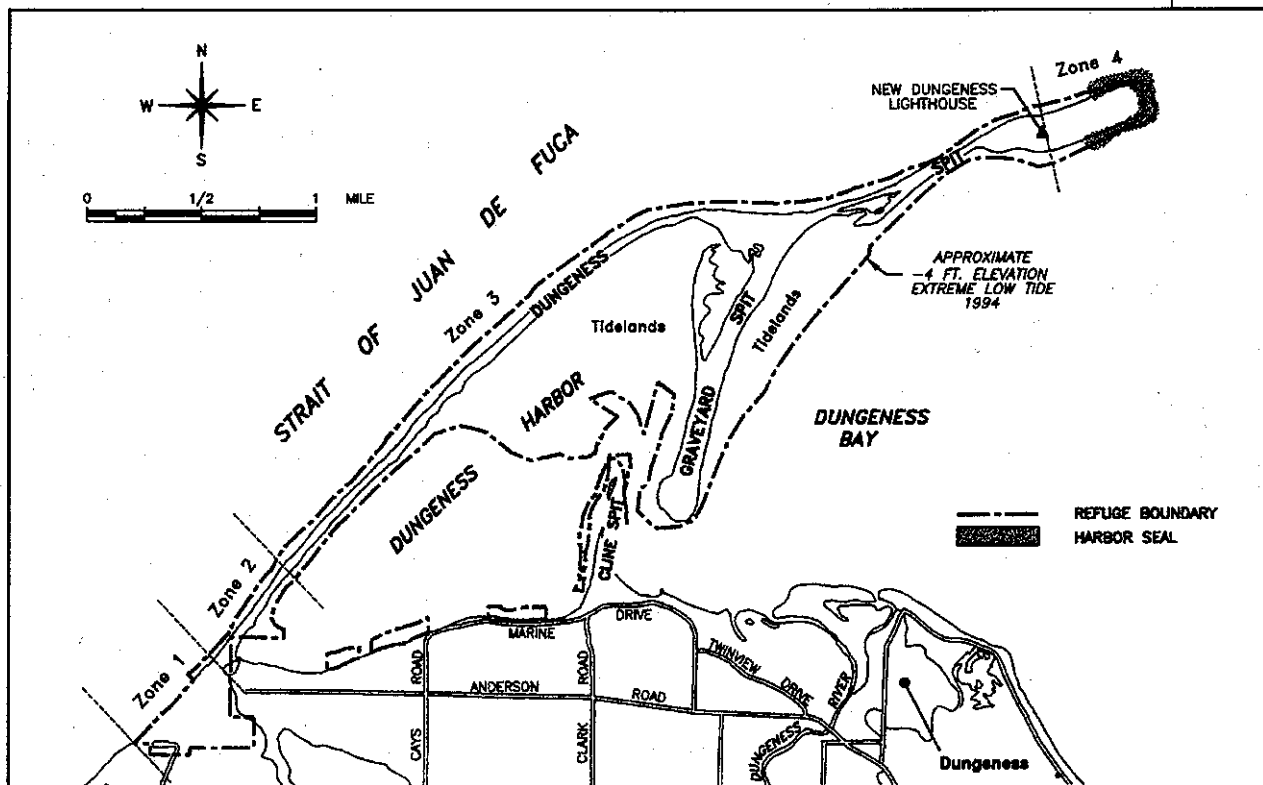 N
W E
S
0 1/2 1 MILE
Zone 4
NEW DUNGENESS
LIGHTHOUSE
SPIT
STRAIT OF JUAN DE FUCA
Zone 3
DUNGENESS
APPROXIMATE
-4 FT. ELEVATION
EXTREME LOW TIDE
1994
Tidelands
SPIT
Tidelands
HARBOR
GRAVEYARD
DUNGENESS
BAY
DUNGENESS
CLINE SPIT
REFUGE BOUNDARY
HARBOR SEAL
Zone 2
Zone 1
MARINE DRIVE
TWINVIEW DRIVE
ROAD
ROAD
ANDERSON ROAD
RIVER
CAYS
CLARK
DUNGENESS
Dungeness